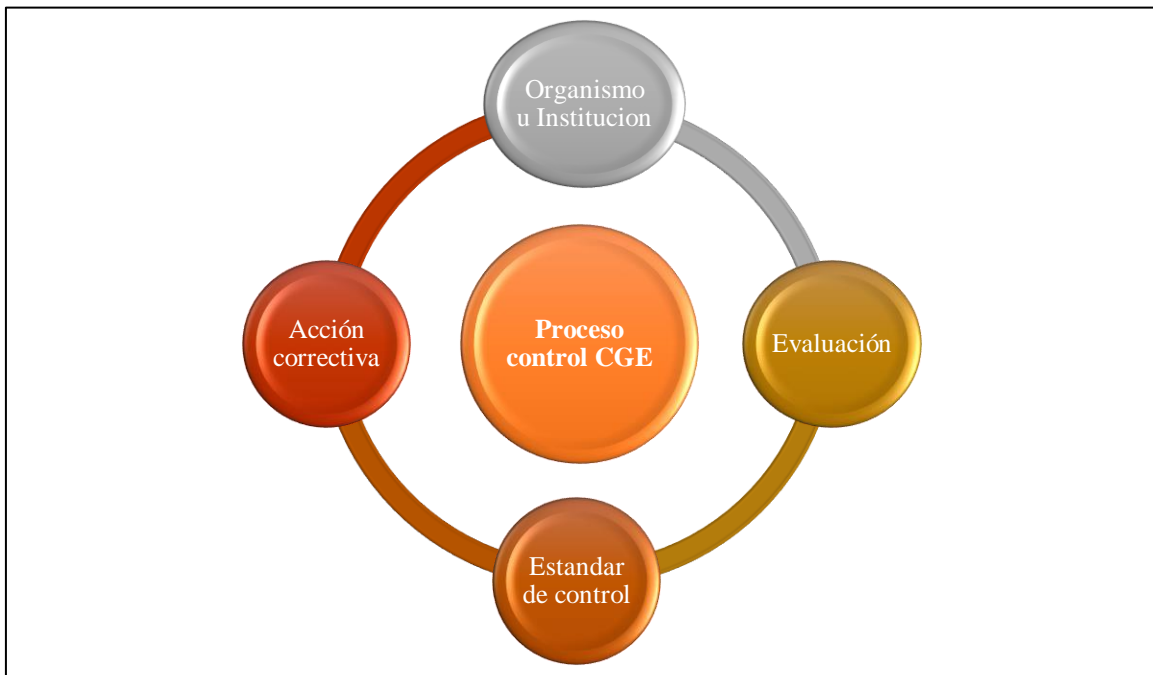 Organismo
u Institucion
Acción
correctiva
Proceso
control CGE
Evaluación
Estandar
de control